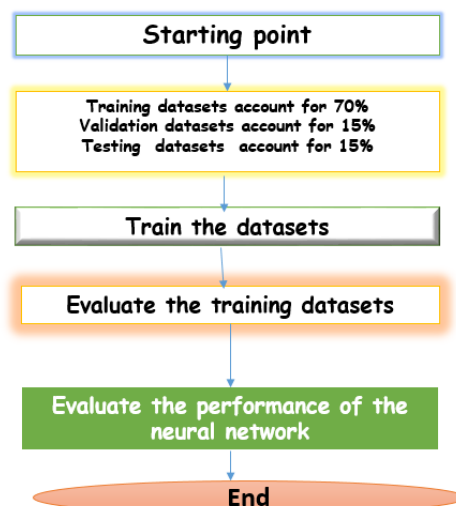 Starting point
Training datasets account for 70%
Validation datasets account for 15%
Testing datasets account for 15%
Train the datasets
Evaluate the training datasets
Evaluate the performance of the
neural network
End